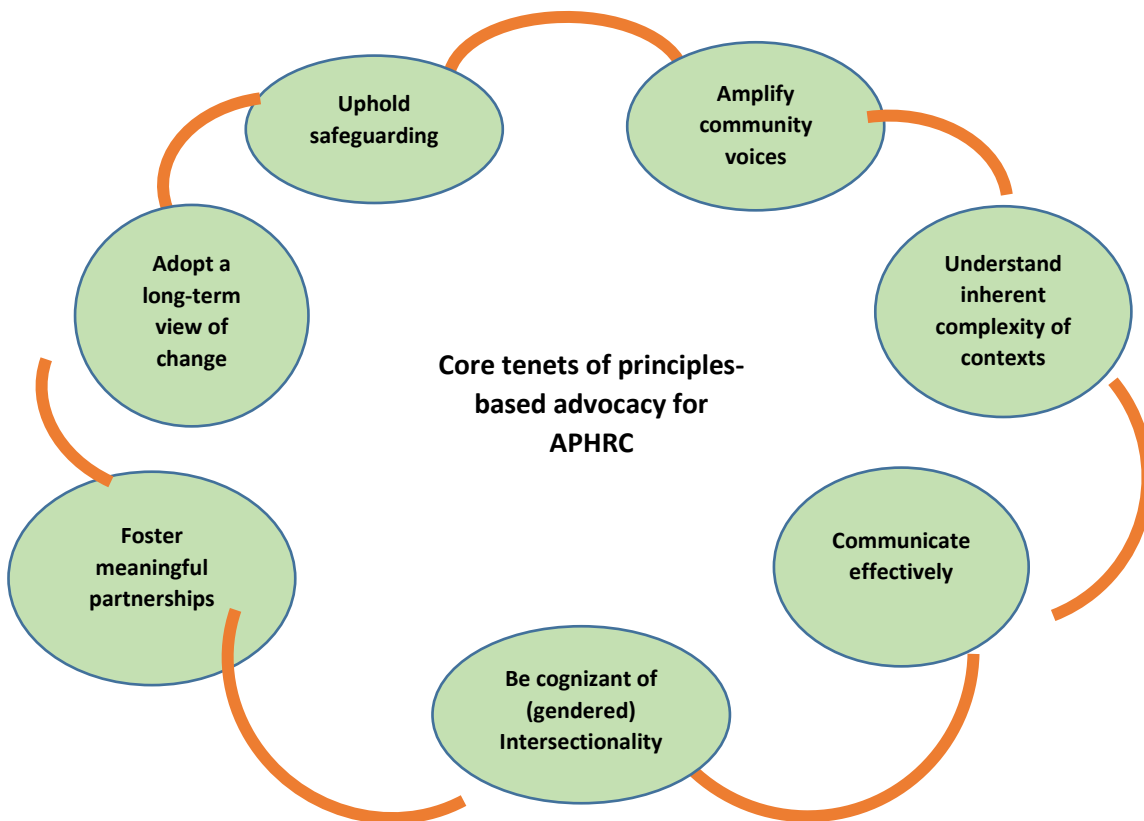 Uphold
safeguarding
Amplify
community
voices
Understand
inherent
complexity of
contexts
Communicate
effectively
Be cognizant of
(gendered)
Intersectionality
Foster
meaningful
partnerships
Adopt a
long-term
view of
change
Core tenets of principles-
based advocacy for
APHRC